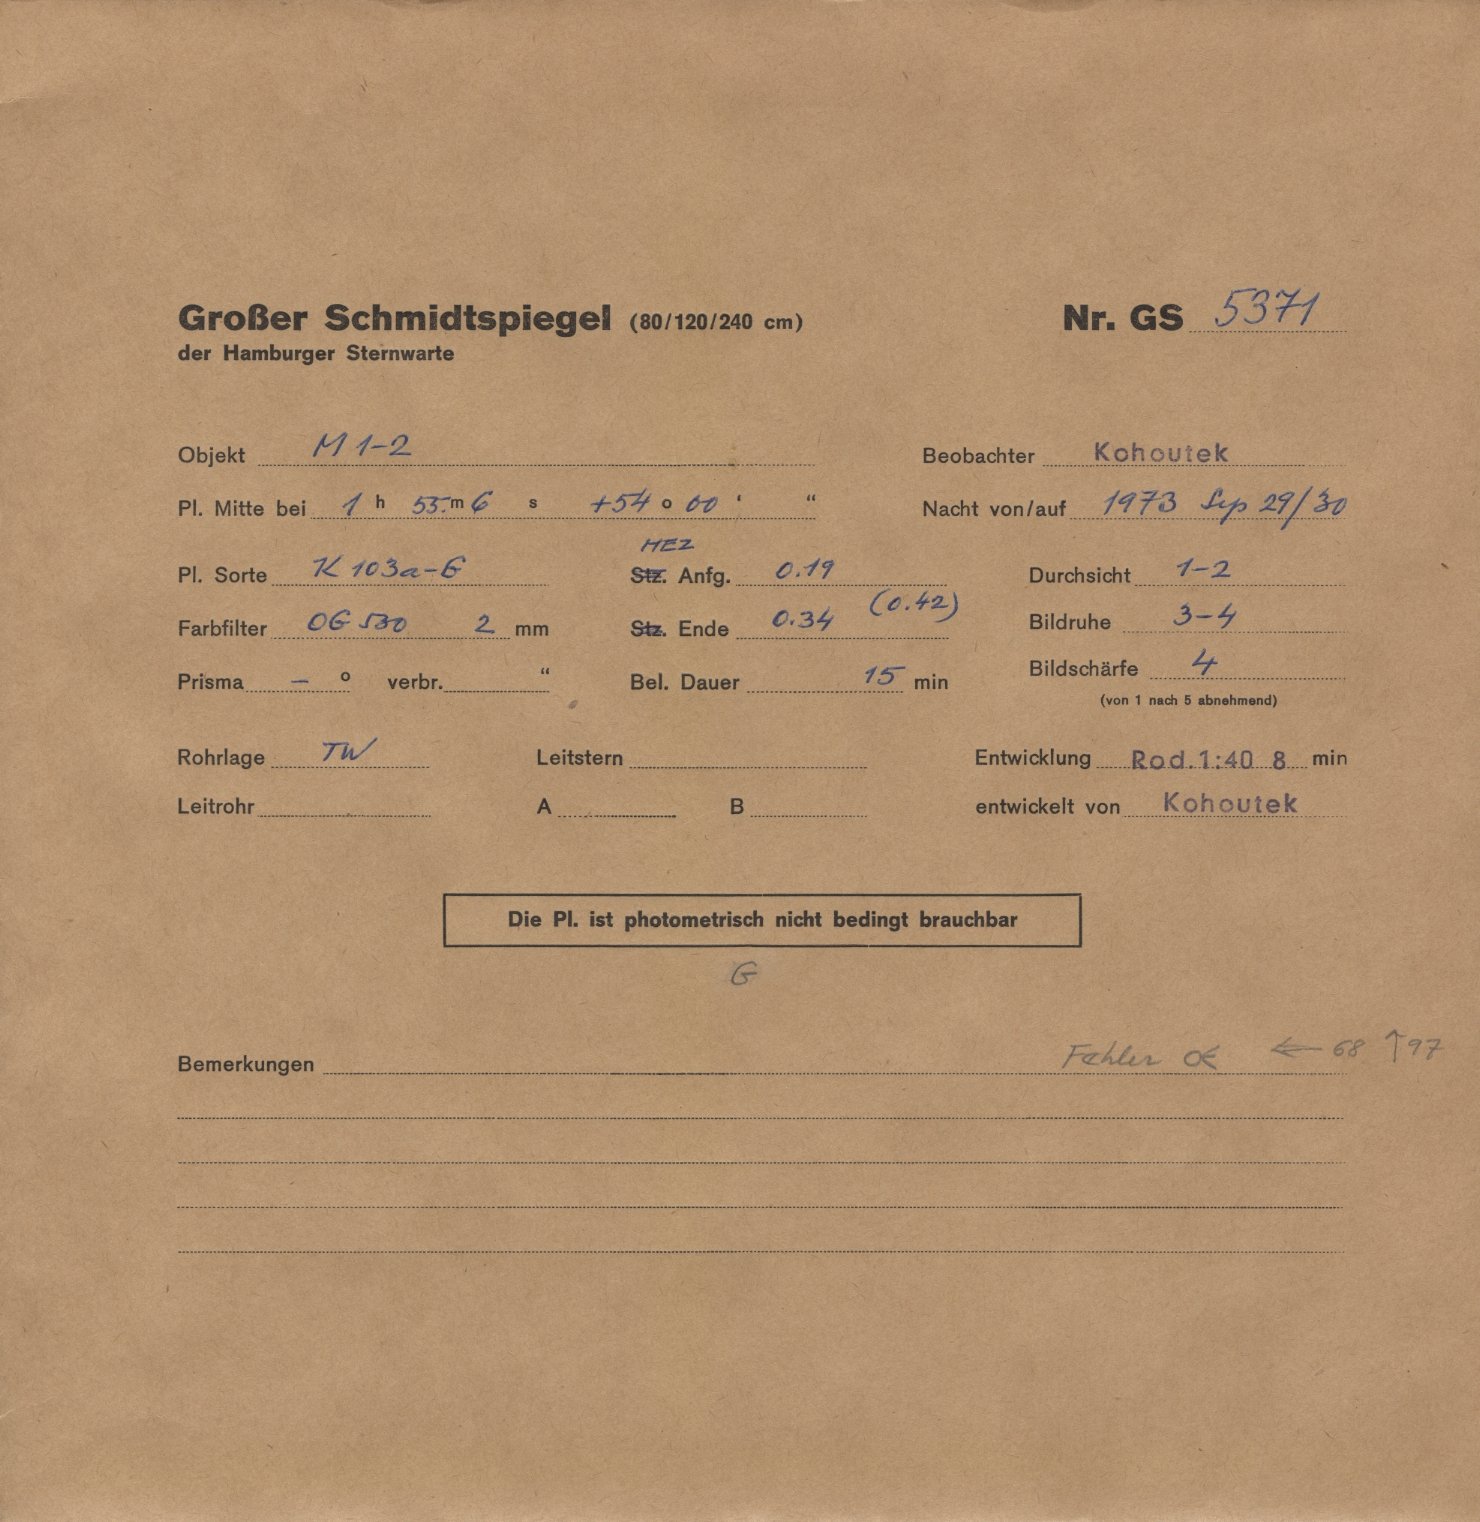 Großer Schmidtspiegel (80/120/240 cm) Nr. GS 5371
der Hamburger Sternwarte
Objekt M 1-2 Beobachter Kohoutek
Pl. Mitte bei 1 h 55. m 6 s +54 o 00 ' “ Nacht von/auf 1973 Sep 29/30
MEZ
Pl. Sorte K 103a-G Stz. Anfg. 0.19 Durchsicht 1-2
Farbfilter OG 530 2 mm Stz. Ende 0.34 (0.42) Bildruhe 3-4
Prisma — o verbr. “ Bel. Dauer 15 min Bildschärfe 4
(von 1 nach 5 abnehmend)
Rohrlage TW Leitstern Entwicklung Rod.1:40 8 min
Leitrohr A B entwickelt von Kohoutek
Die Pl. ist photometrisch nicht bedingt brauchbar
G
Bemerkungen Fehler ← 68 ↑ 97